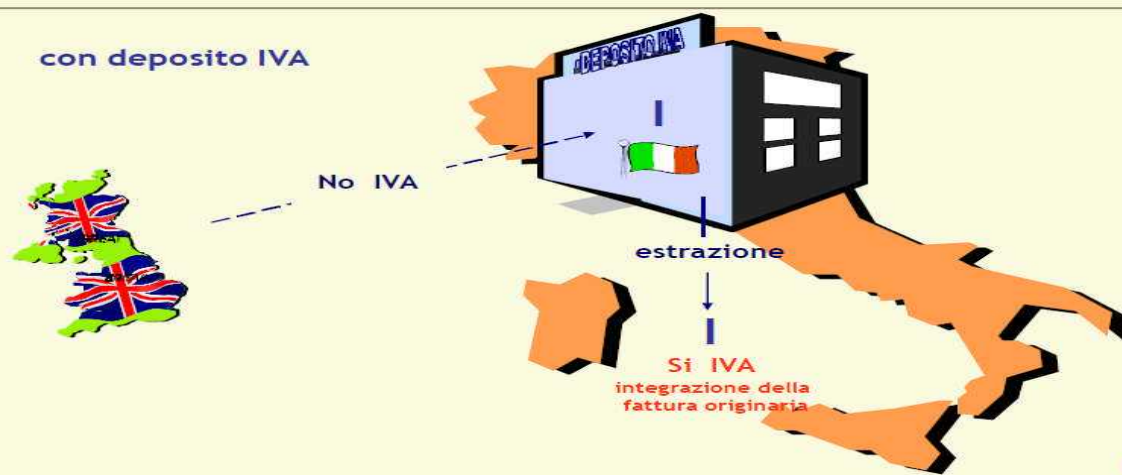 con deposito IVA
DEPOSITO IVA
I
No IVA
estrazione
I
Si IVA
integrazione della
fattura originaria